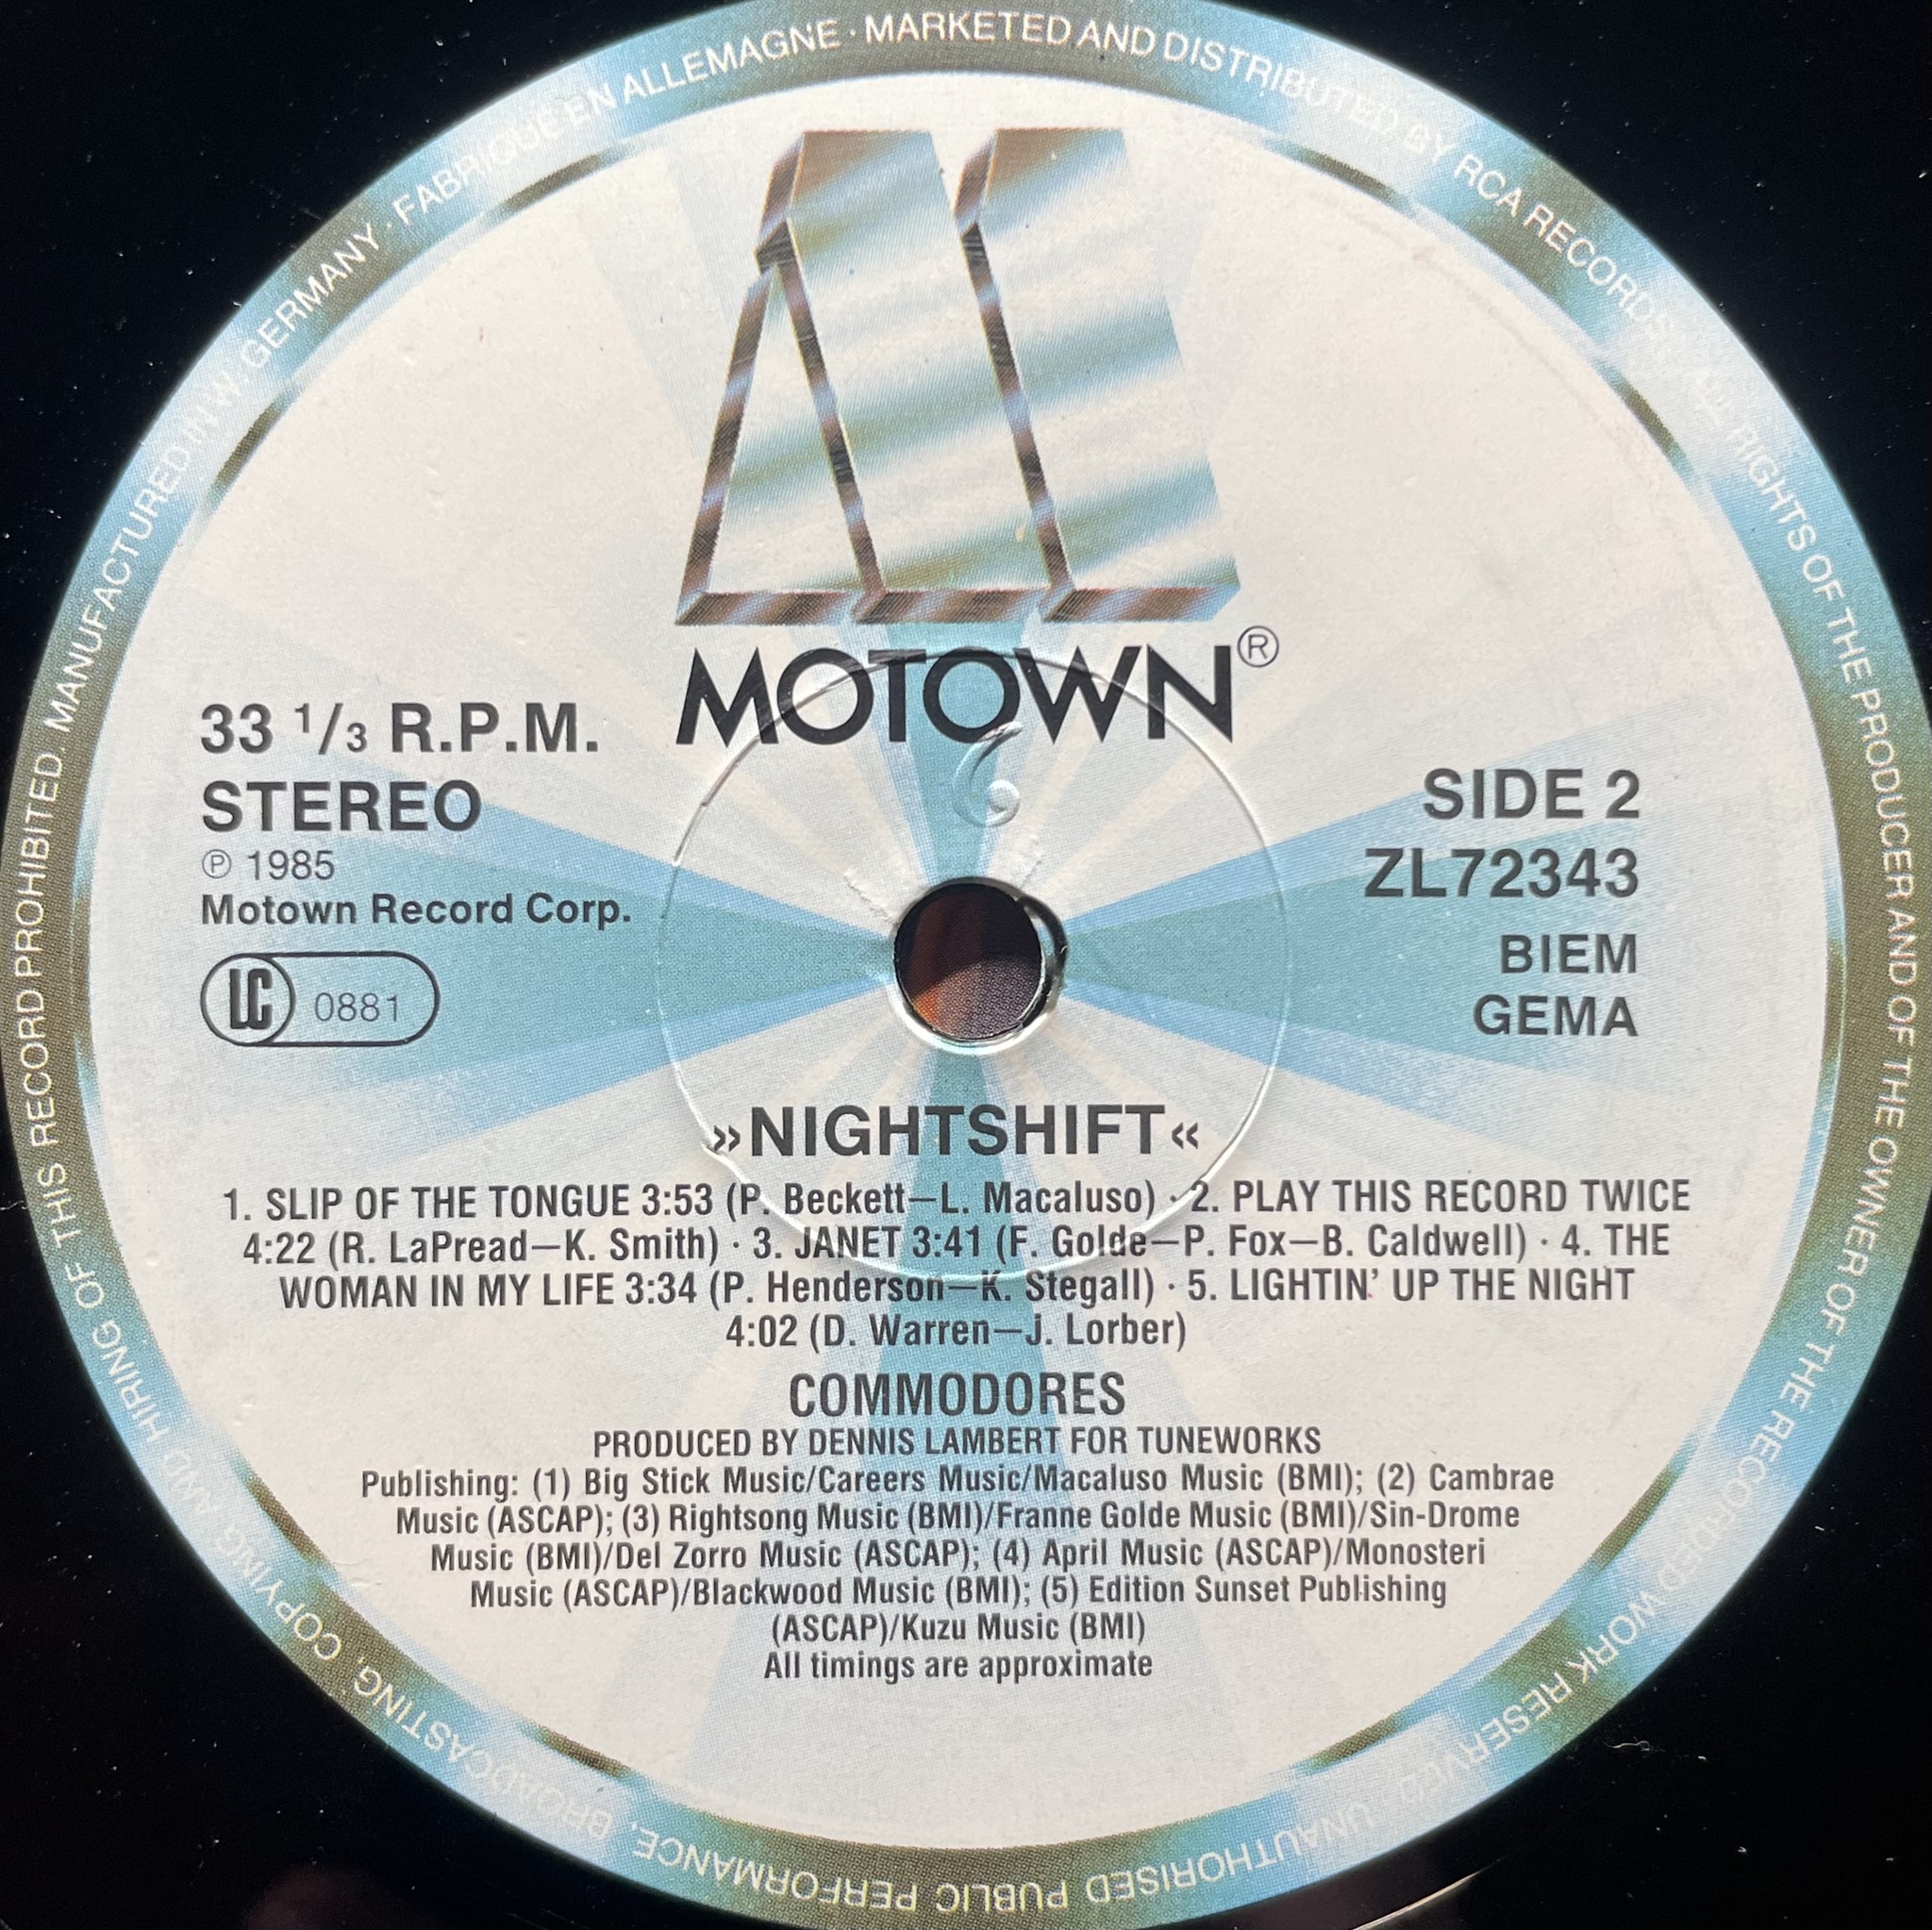 MANUFACTURED IN W. GERMANY · FABRIQUE EN ALLEMAGNE · MARKETED AND DISTRIBUTED BY RCA RECORDS · ALL RIGHTS OF THE PRODUCER AND OF THE OWNER OF THE RECORDED WORK RESERVED. UNAUTHORISED PUBLIC PERFORMANCE, BROADCASTING, COPYING AND HIRING OF THIS RECORD PROHIBITED.
MOTOWN®
33 1/3 R.P.M.
STEREO
℗ 1985
Motown Record Corp.
LC 0881
SIDE 2
ZL72343
BIEM
GEMA
»NIGHTSHIFT«
1. SLIP OF THE TONGUE 3:53 (P. Beckett—L. Macaluso) · 2. PLAY THIS RECORD TWICE
4:22 (R. LaPread—K. Smith) · 3. JANET 3:41 (F. Golde—P. Fox—B. Caldwell) · 4. THE
WOMAN IN MY LIFE 3:34 (P. Henderson—K. Stegall) · 5. LIGHTIN’ UP THE NIGHT
4:02 (D. Warren—J. Lorber)
COMMODORES
PRODUCED BY DENNIS LAMBERT FOR TUNEWORKS
Publishing: (1) Big Stick Music/Careers Music/Macaluso Music (BMI); (2) Cambrae
Music (ASCAP); (3) Rightsong Music (BMI)/Franne Golde Music (BMI)/Sin-Drome
Music (BMI)/Del Zorro Music (ASCAP); (4) April Music (ASCAP)/Monosteri
Music (ASCAP)/Blackwood Music (BMI); (5) Edition Sunset Publishing
(ASCAP)/Kuzu Music (BMI)
All timings are approximate